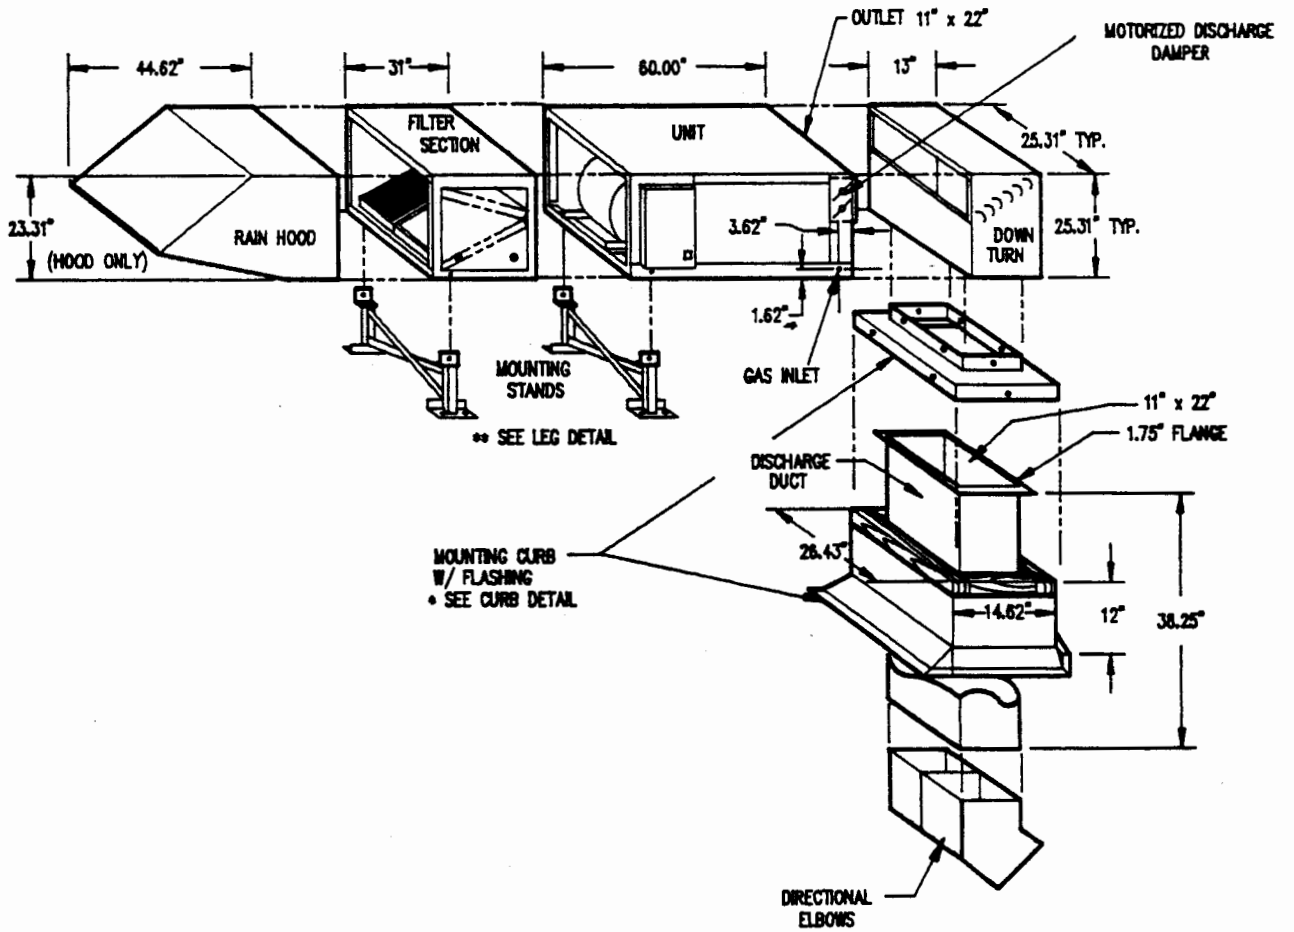 OUTLET 11" x 22"
MOTORIZED DISCHARGE
DAMPER
44.62"
31"
60.00"
13"
FILTER
SECTION
UNIT
25.31" TYP.
23.31"
(HOOD ONLY)
RAIN HOOD
3.62"
DOWN
TURN
25.31" TYP.
1.62"
MOUNTING
STANDS
GAS INLET
** SEE LEG DETAIL
11" x 22"
1.75" FLANGE
DISCHARGE
DUCT
26.43"
MOUNTING CURB
W/ FLASHING
* SEE CURB DETAIL
14.62"
12"
38.25"
DIRECTIONAL
ELBOWS